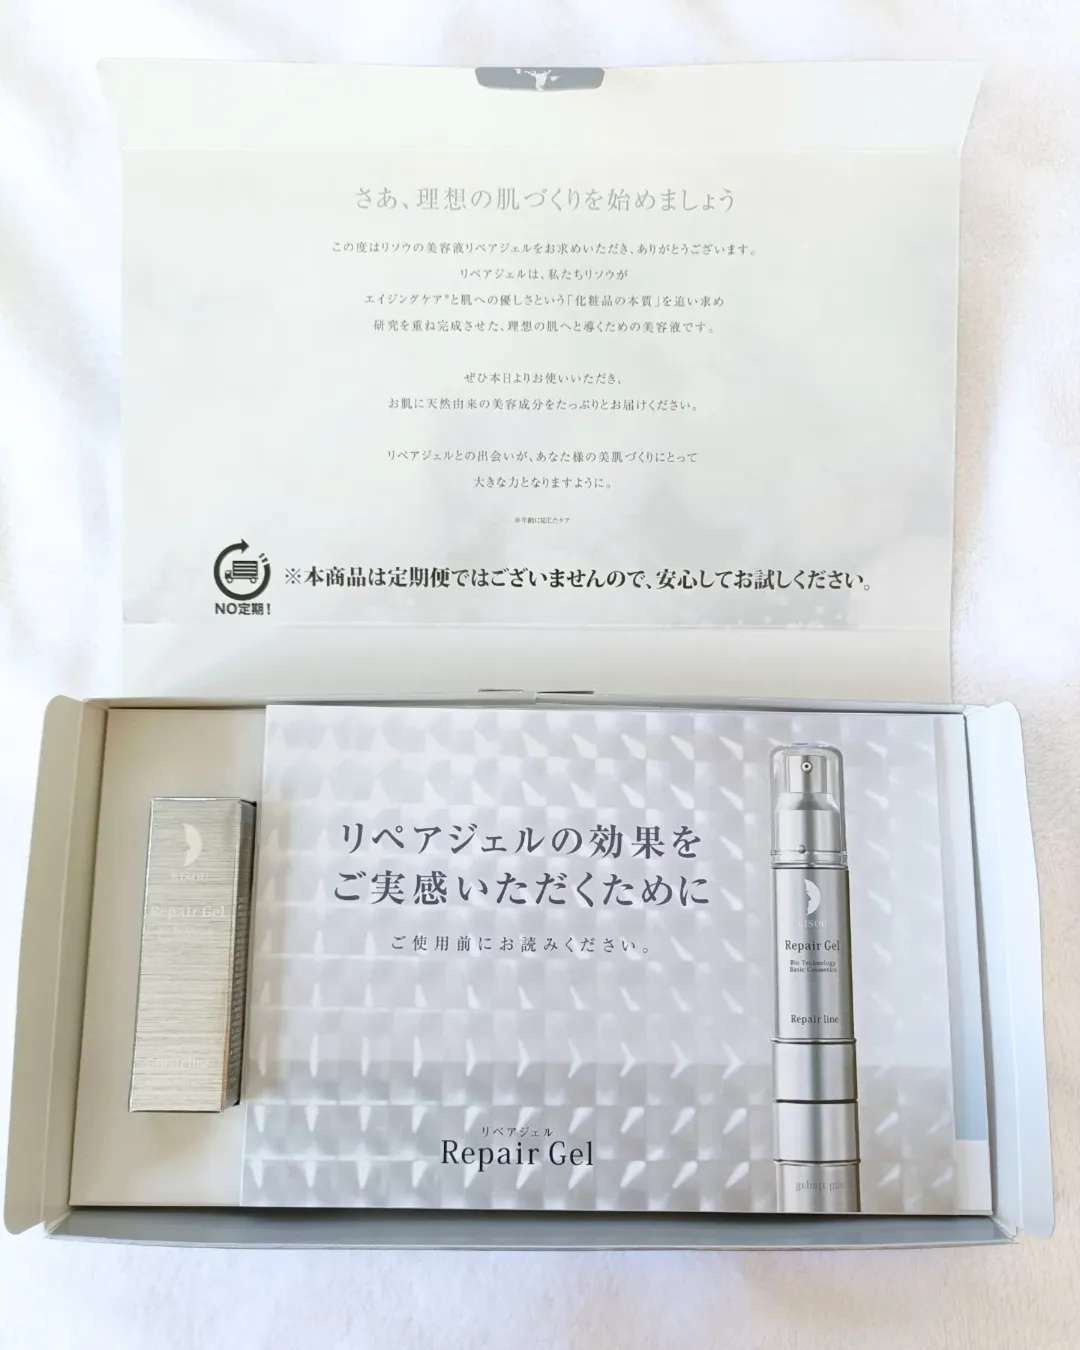 さあ、理想の肌づくりを始めましょう
この度はリソウの美容液リペアジェルをお求めいただき、ありがとうございます。
リペアジェルは、私たちリソウが
エイジングケア※と肌への優しさという「化粧品の本質」を追い求め
研究を重ね完成させた、理想の肌へと導くための美容液です。
ぜひ本日よりお使いいただき、
お肌に天然由来の美容成分をたっぷりとお届けください。
リペアジェルとの出会いが、あなた様の美肌づくりにとって
大きな力となりますように。
※年齢に応じたケア
※本商品は定期便ではございませんので、安心してお試しください。
NO定期!
リペアジェルの効果を
ご実感いただくために
ご使用前にお読みください。
リペアジェル
Repair Gel
RISOU
Repair Gel
Bio Technology
Basic Cosmetics
Repair line
RISOU
Repair Gel
Repair line